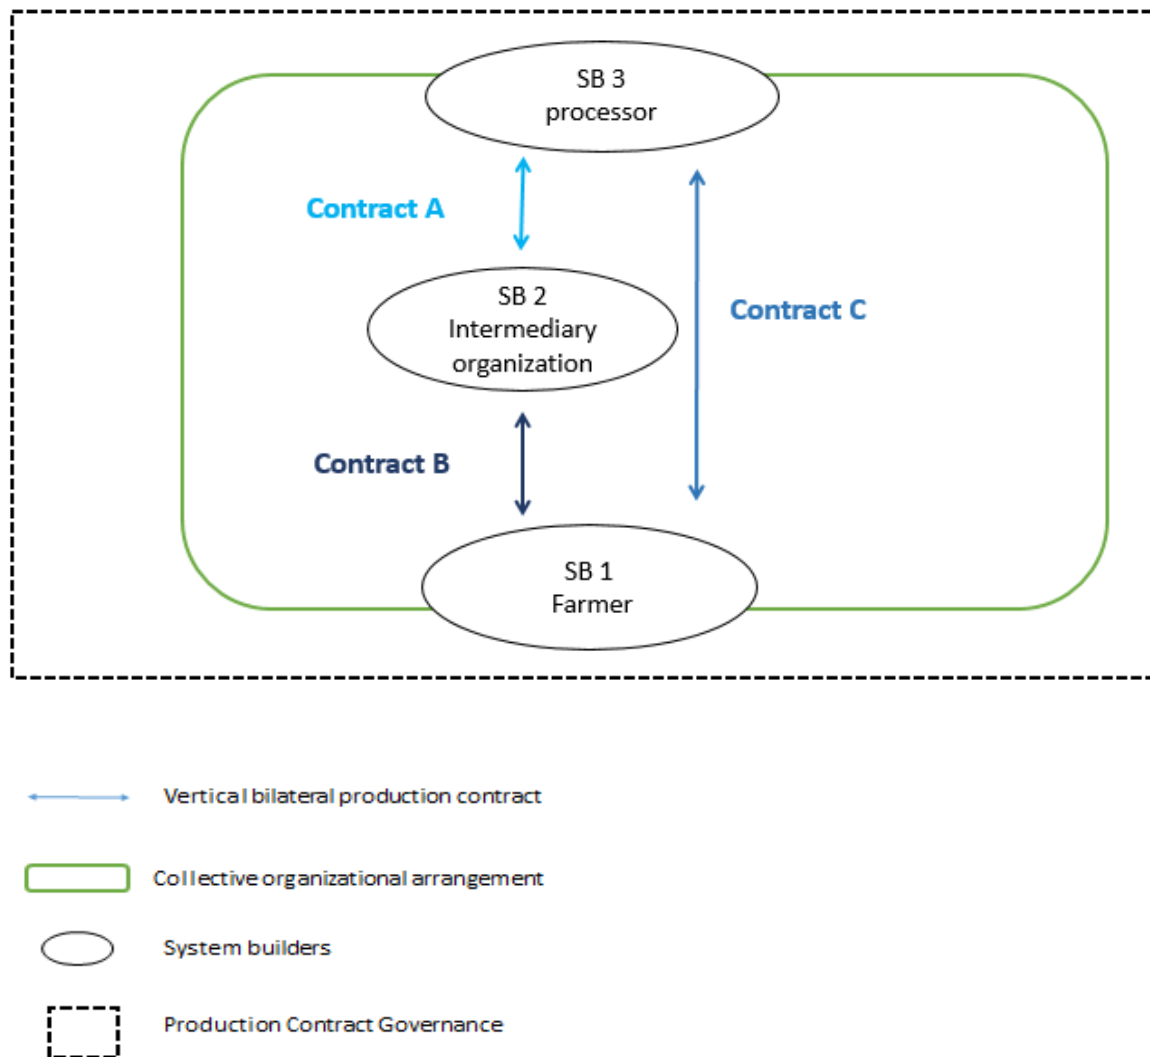 SB 3
processor
Contract A
SB 2
Intermediary
organization
Contract C
Contract B
SB 1
Farmer
Vertical bilateral production contract
Collective organizational arrangement
System builders
Production Contract Governance